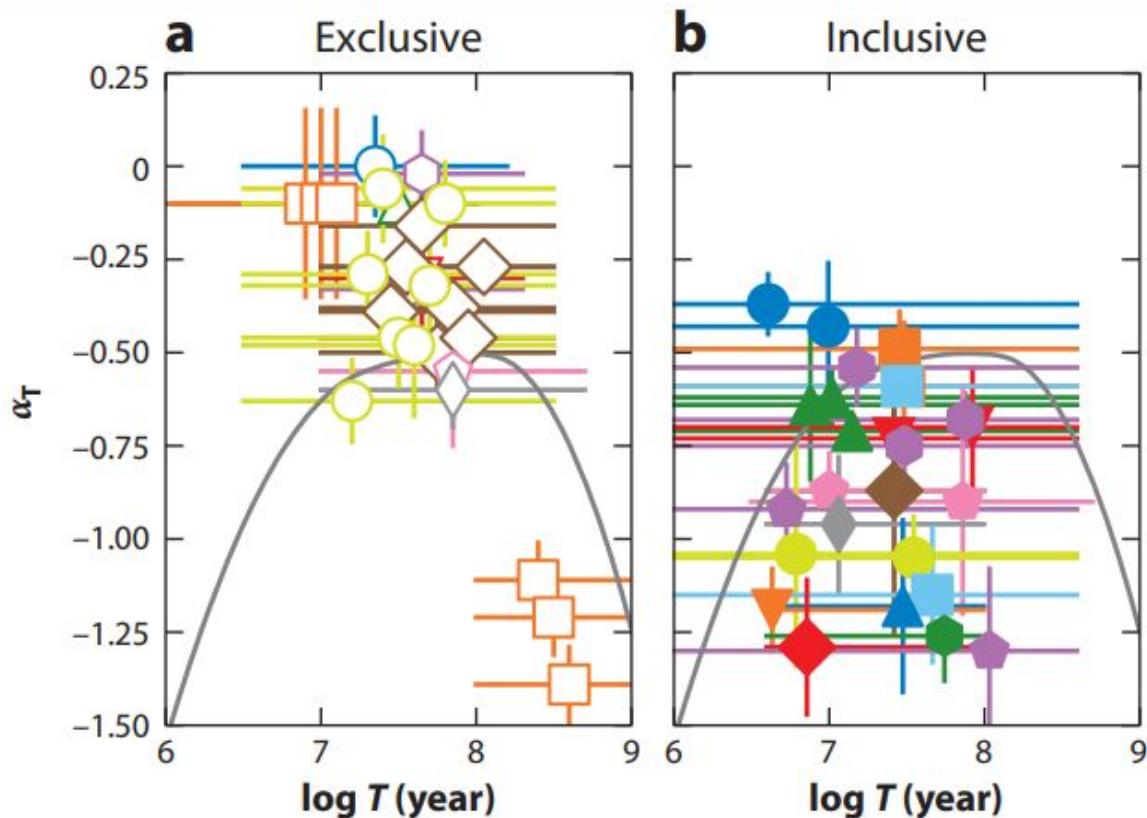 a Exclusive
b Inclusive
0.25
0
−0.25
−0.50
−0.75
−1.00
−1.25
−1.50
αT
6 7 8 9
6 7 8 9
log T (year)
log T (year)